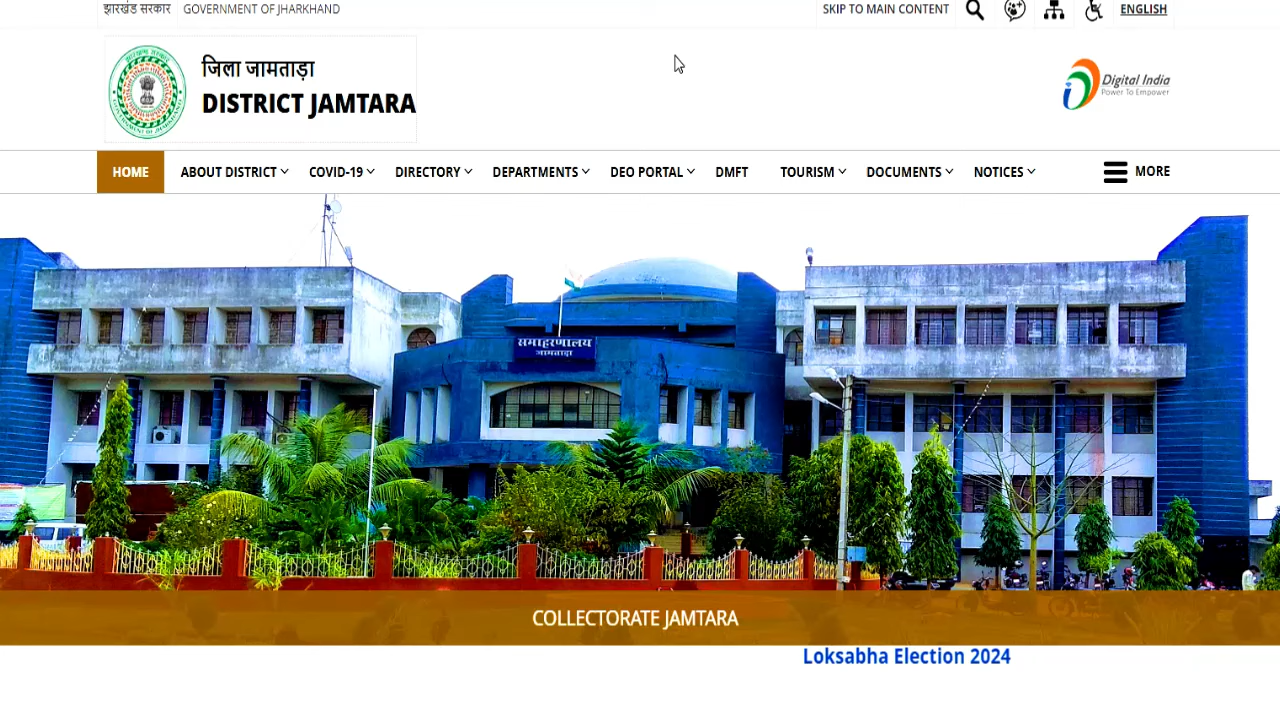 झारखंड सरकार GOVERNMENT OF JHARKHAND SKIP TO MAIN CONTENT ENGLISH
जिला जामताड़ा
DISTRICT JAMTARA
Digital India
Power To Empower
HOME ABOUT DISTRICT COVID-19 DIRECTORY DEPARTMENTS DEO PORTAL DMFT TOURISM DOCUMENTS NOTICES MORE
समाहरणालय
जामताड़ा
COLLECTORATE JAMTARA
Loksabha Election 2024